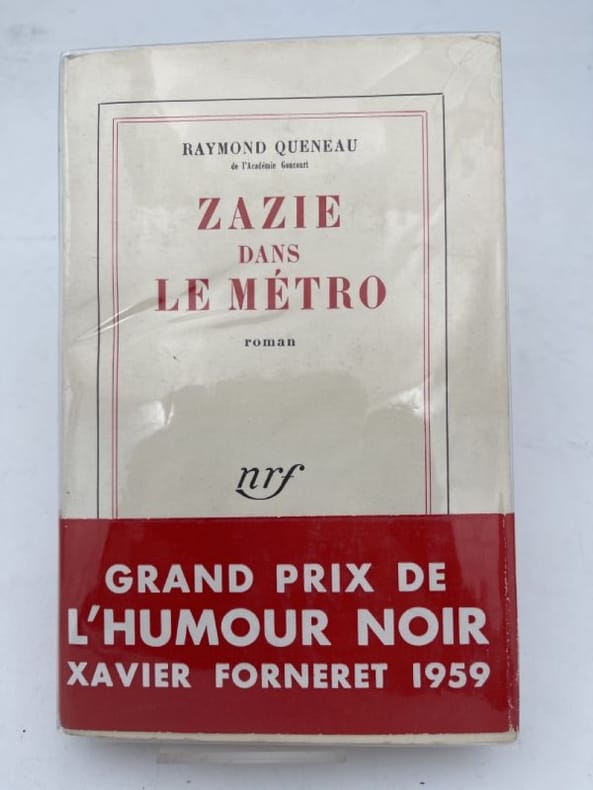 RAYMOND QUENEAU
de l'Académie Goncourt
ZAZIE
DANS
LE MÉTRO
roman
nrf
GRAND PRIX DE
L'HUMOUR NOIR
XAVIER FORNERET 1959